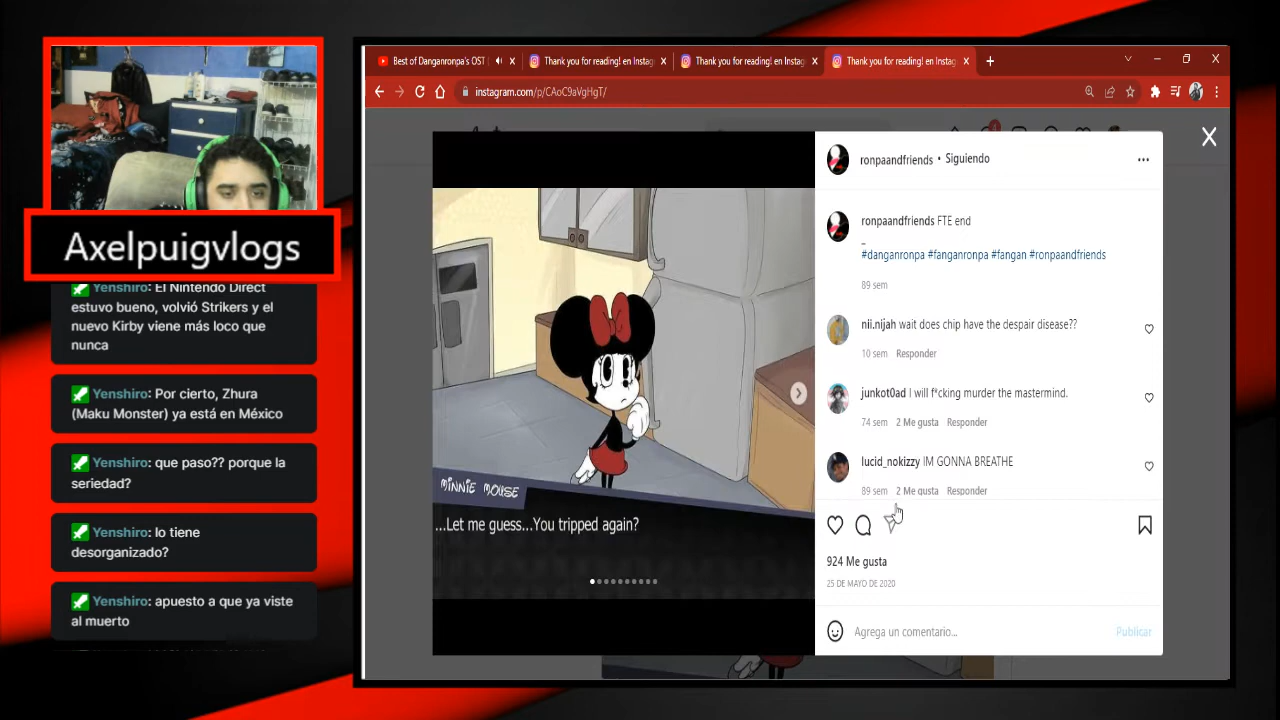 Best of Danganronpa's OST
Thank you for reading! en Instag
Thank you for reading! en Instag
Thank you for reading! en Instag
instagram.com/p/CAoC9aVgHgT/
Axelpuigvlogs
Yenshiro: El Nintendo Direct
estuvo bueno, volvió Strikers y el
nuevo Kirby viene más loco que
nunca
Yenshiro: Por cierto, Zhura
(Maku Monster) ya está en México
Yenshiro: que paso?? porque la
seriedad?
Yenshiro: lo tiene
desorganizado?
Yenshiro: apuesto a que ya viste
al muerto
MINNIE MOUSE
...Let me guess...You tripped again?
ronpaandfriends • Siguiendo
ronpaandfriends FTE end
_
#danganronpa #fanganronpa #fangan #ronpaandfriends
89 sem
nii.nijah wait does chip have the despair disease??
10 sem Responder
junkot0ad I will f*cking murder the mastermind.
74 sem 2 Me gusta Responder
lucid_nokizzy IM GONNA BREATHE
89 sem 2 Me gusta Responder
924 Me gusta
25 DE MAYO DE 2020
Agrega un comentario...
Publicar